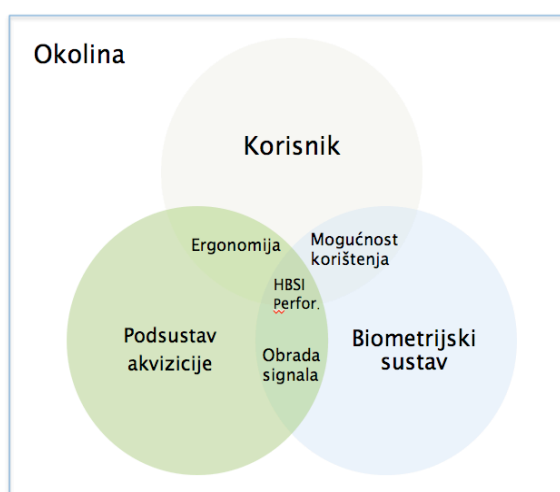 Okolina
Korisnik
Ergonomija
Mogućnost
korištenja
HBSI
Perfor.
Podsustav
akvizicije
Obrada
signala
Biometrijski
sustav